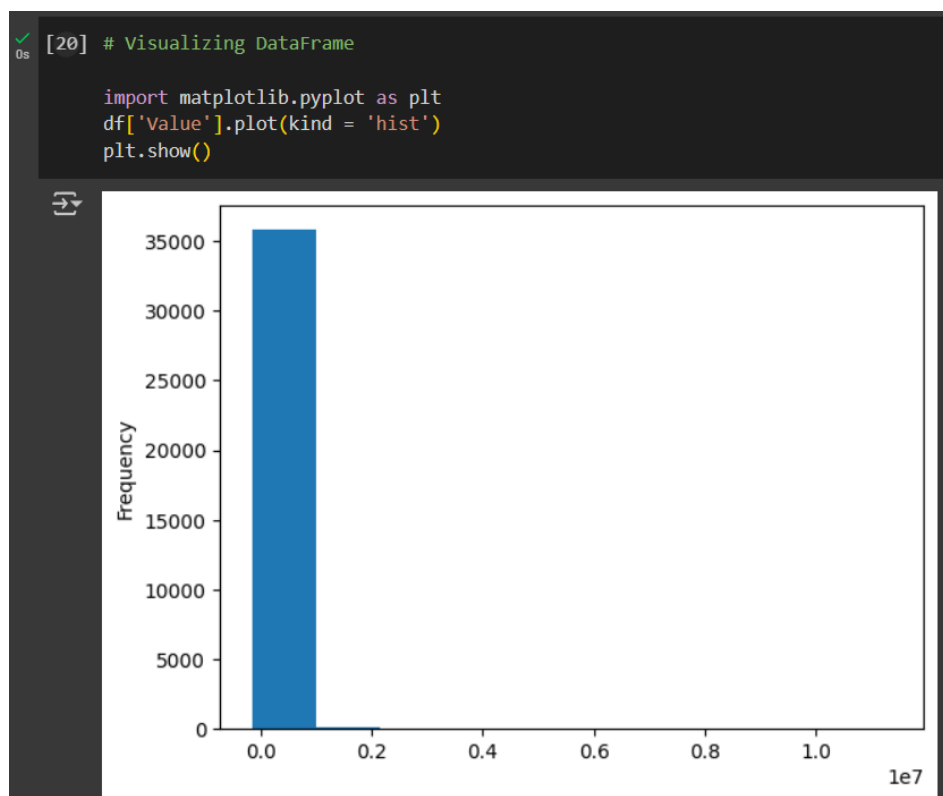 [20] # Visualizing DataFrame
0s
import matplotlib.pyplot as plt
df['Value'].plot(kind = 'hist')
plt.show()
35000
30000
25000
20000
15000
10000
5000
0
Frequency
0.0 0.2 0.4 0.6 0.8 1.0
1e7